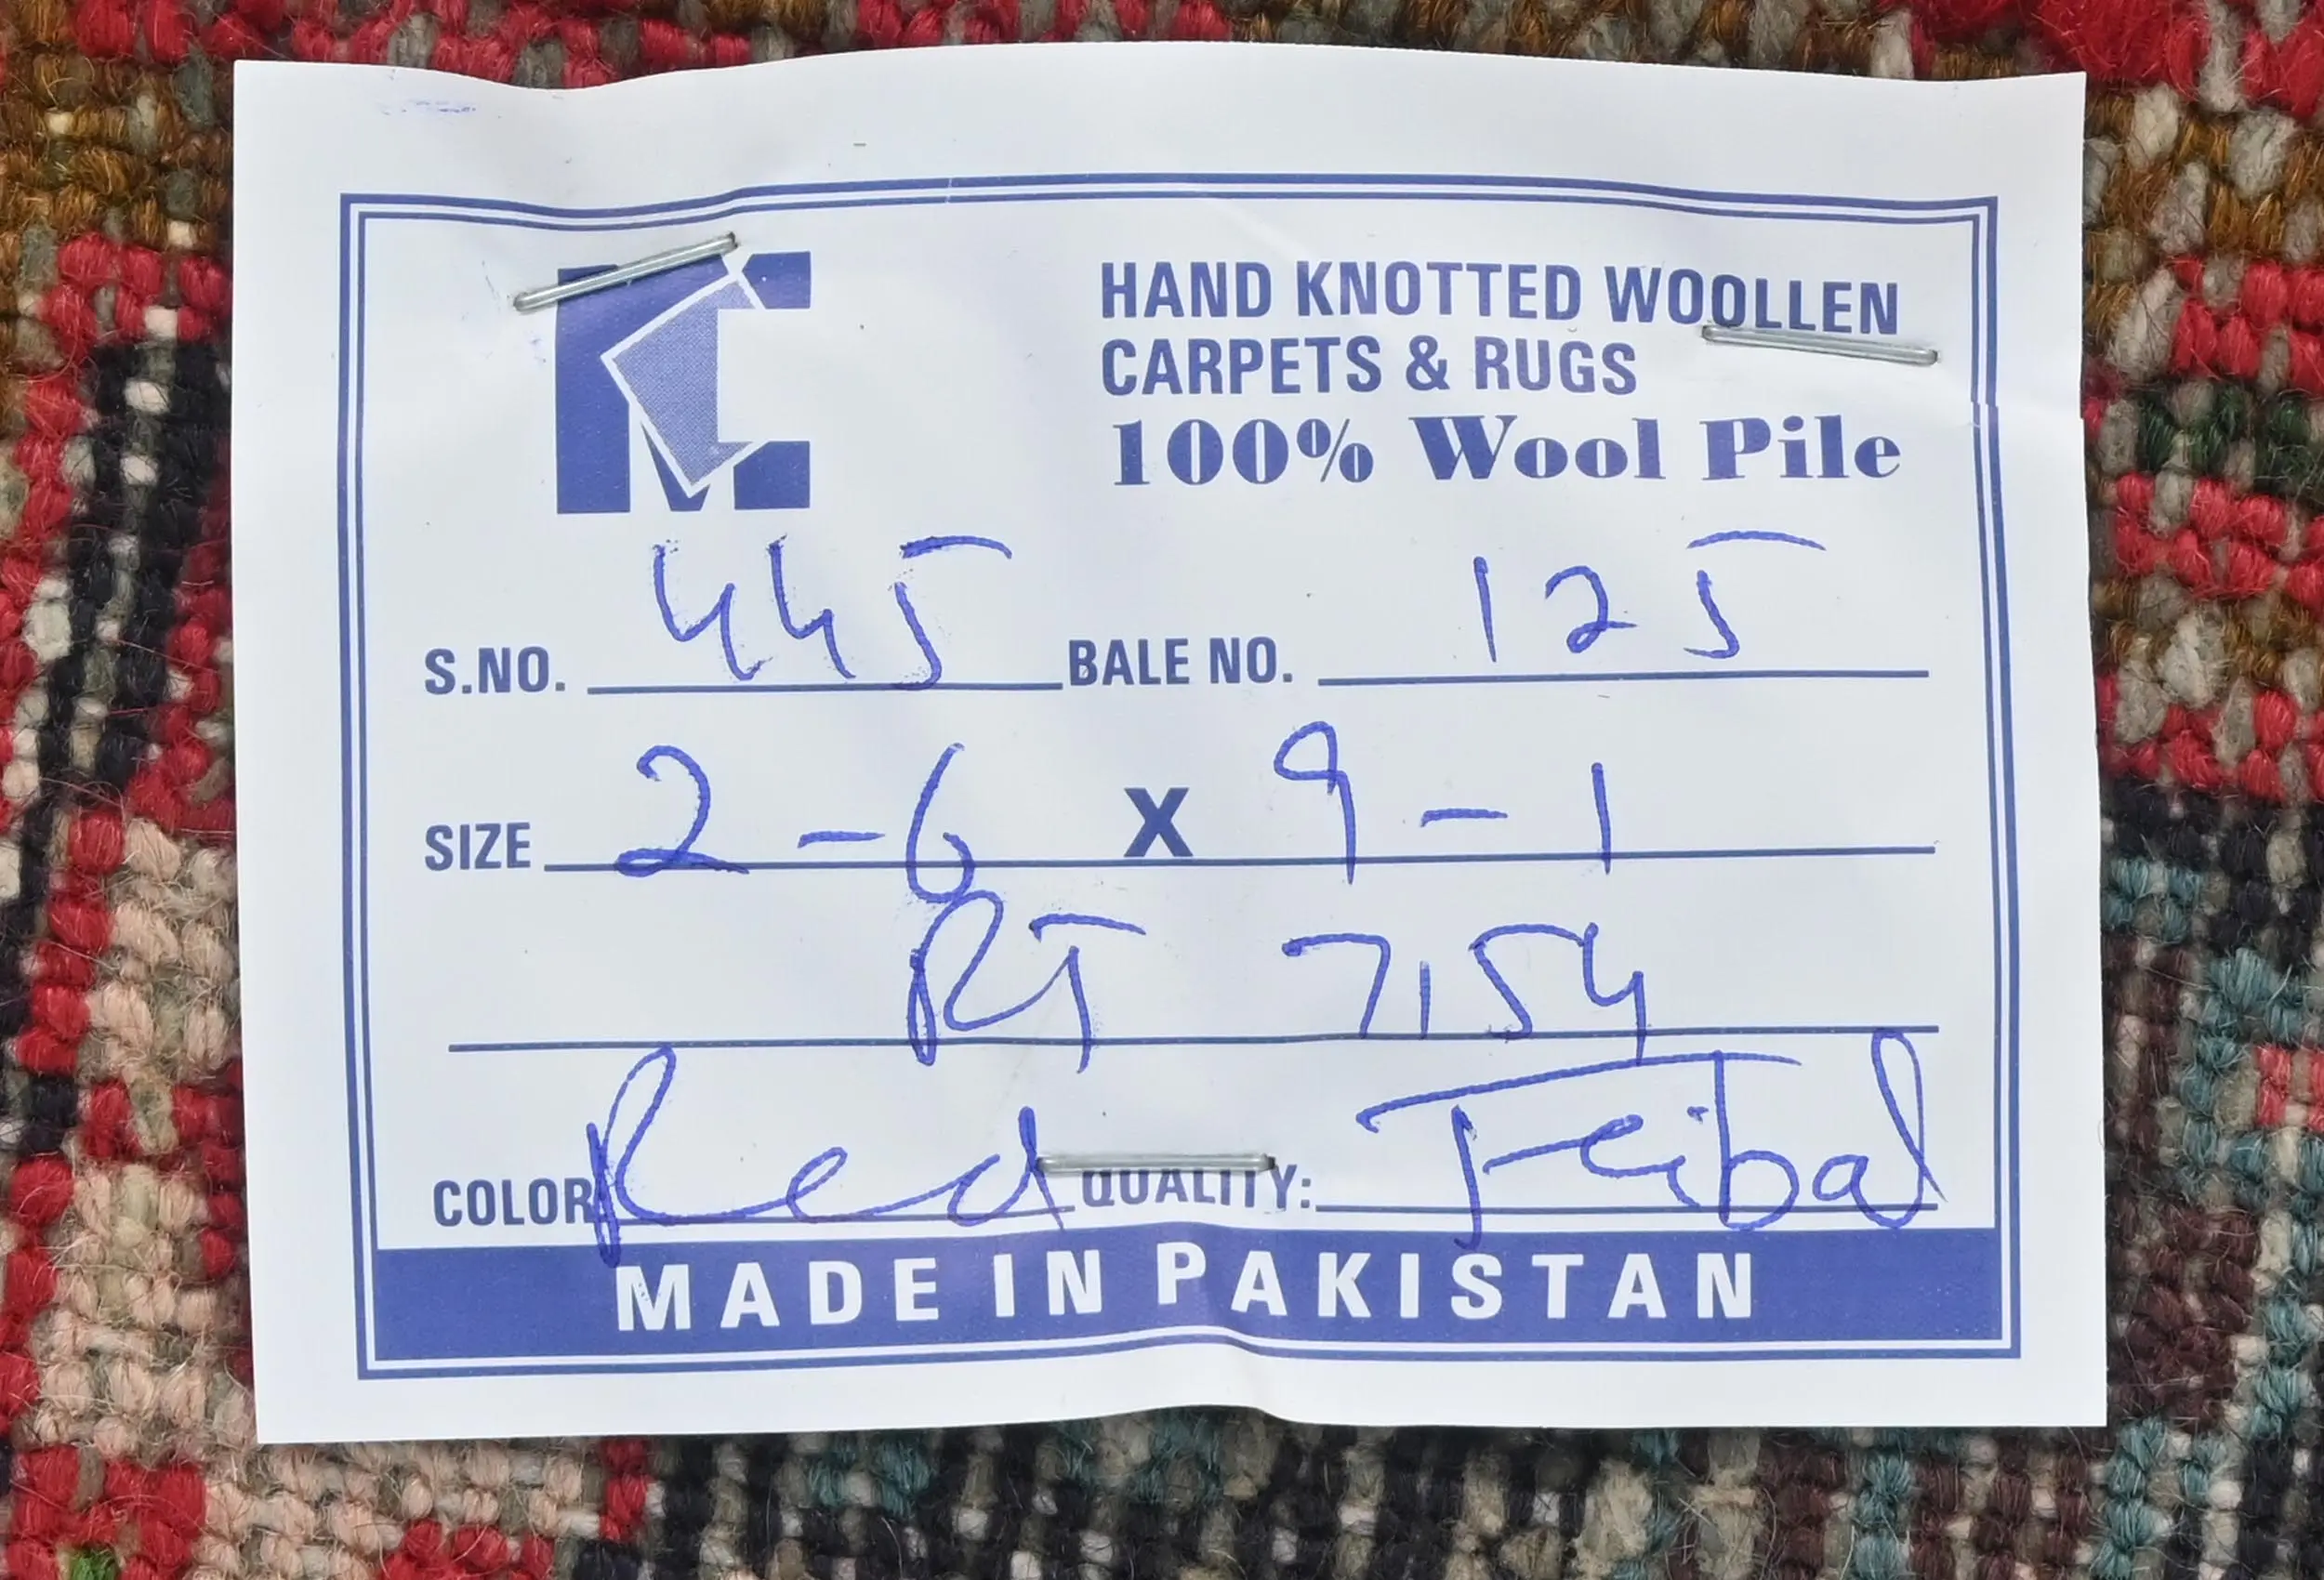 MC
HAND KNOTTED WOOLLEN
CARPETS & RUGS
100% Wool Pile
S.NO. 445 BALE NO. 125
SIZE 2-6 X 9-1
RT 7154
COLOR Red QUALITY: Tribal
MADE IN PAKISTAN